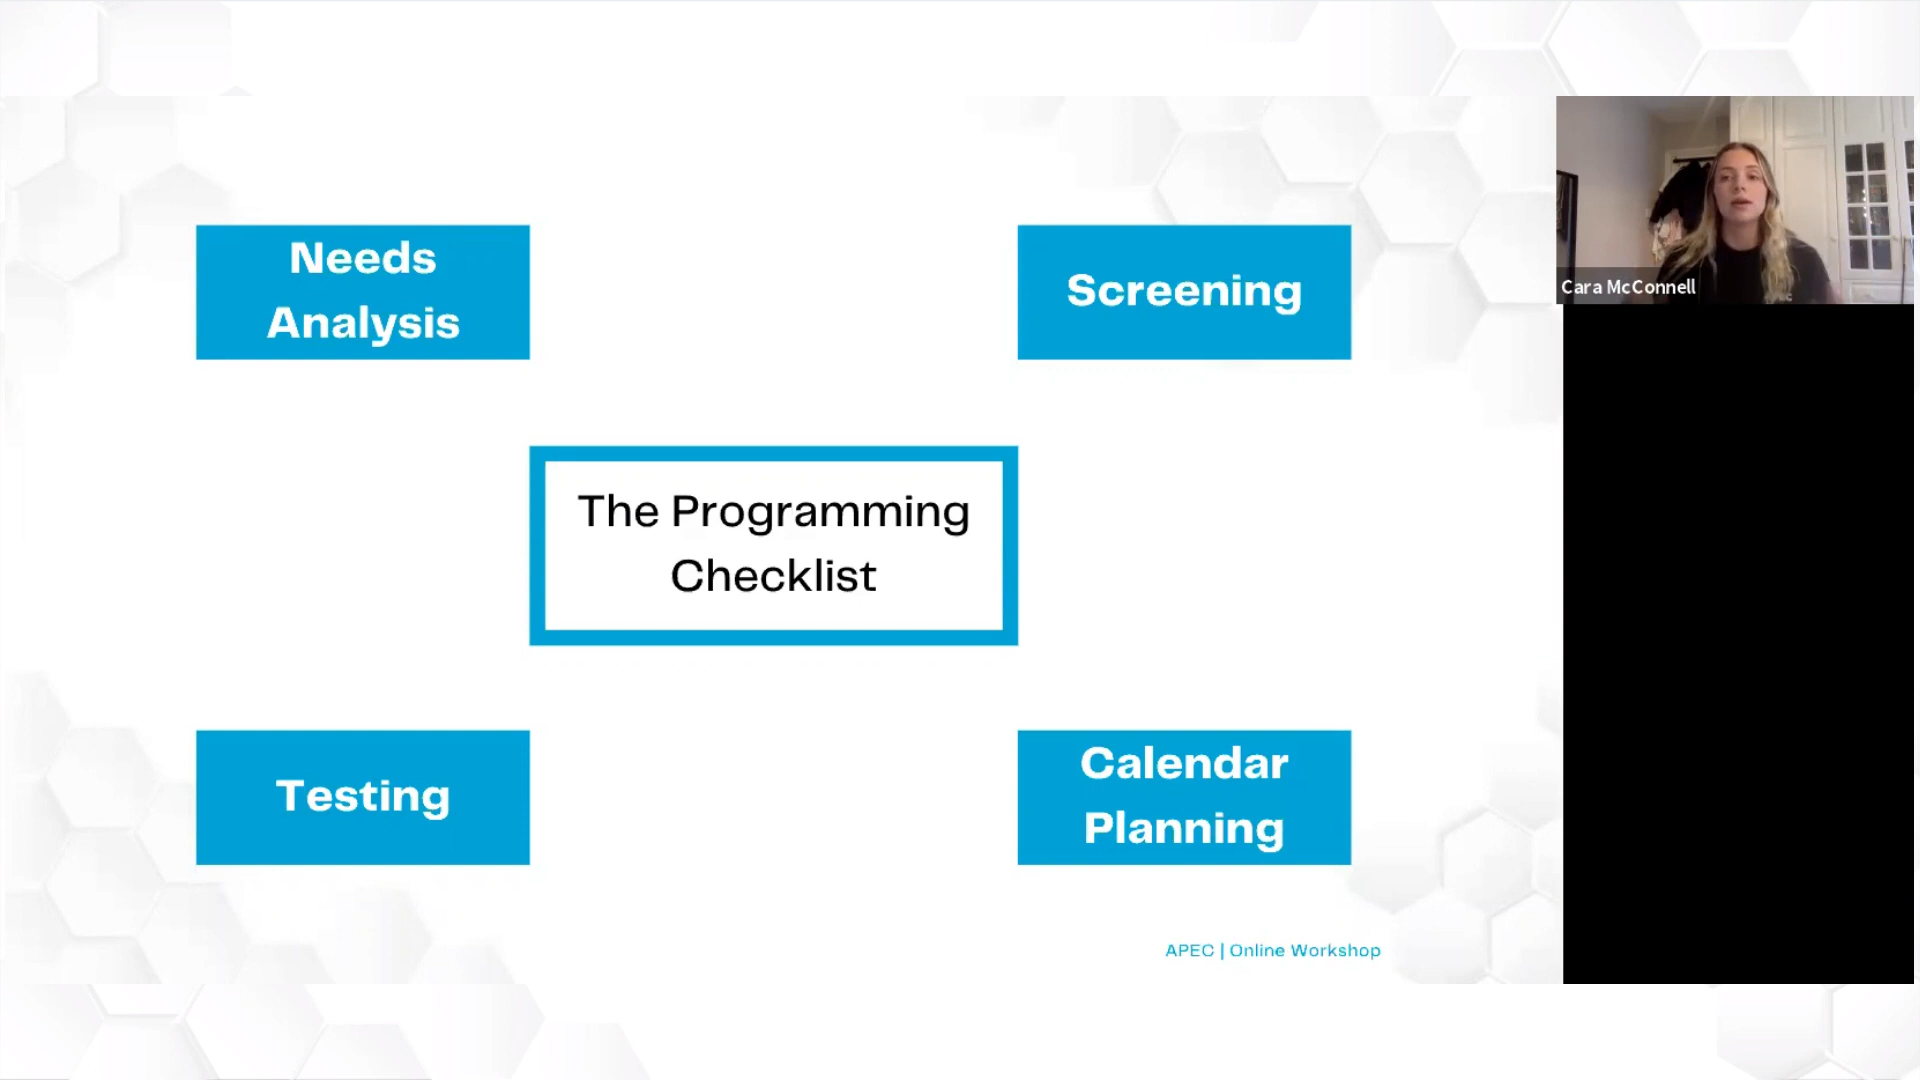 Needs
Analysis
Screening
Cara McConnell
The Programming
Checklist
Testing
Calendar
Planning
APEC | Online Workshop